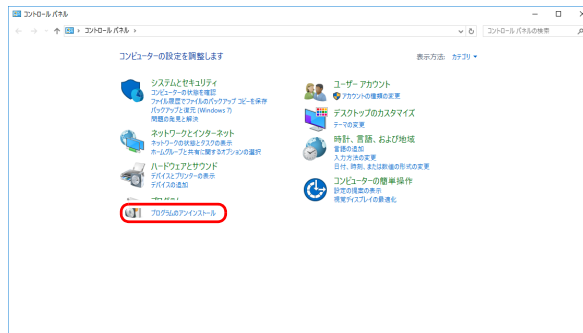 コントロール パネル
コントロール パネル
コントロール パネルの検索
コンピューターの設定を調整します
表示方法: カテゴリ
システムとセキュリティ
コンピューターの状態を確認
ファイル履歴でファイルのバックアップ コピーを保存
バックアップと復元 (Windows 7)
問題の発見と解決
ネットワークとインターネット
ネットワークの状態とタスクの表示
ホームグループと共有に関するオプションの選択
ハードウェアとサウンド
デバイスとプリンターの表示
デバイスの追加
プログラム
プログラムのアンインストール
ユーザー アカウント
アカウントの種類の変更
デスクトップのカスタマイズ
テーマの変更
時計、言語、および地域
言語の追加
入力方法の変更
日付、時刻、または数値の形式の変更
コンピューターの簡単操作
設定の提案の表示
視覚ディスプレイの最適化